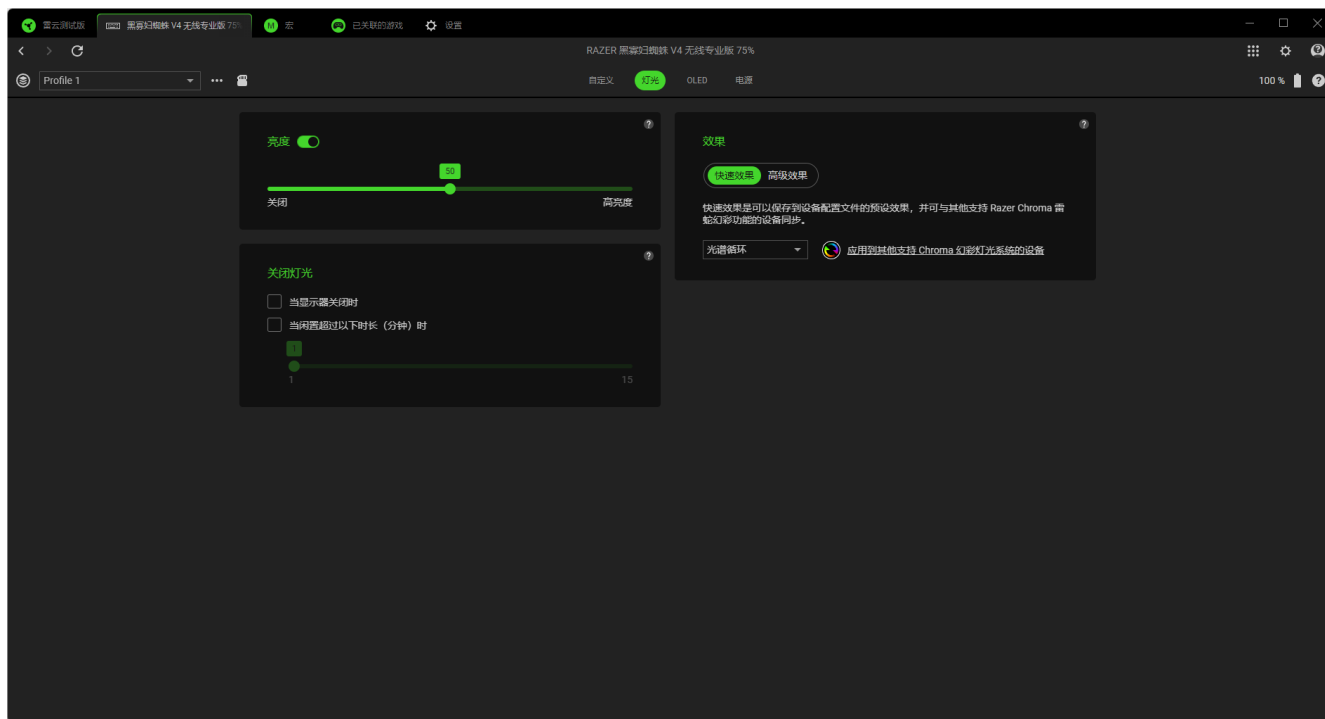 雷云测试版
黑寡妇蜘蛛 V4 无线专业版 75%
M
宏
已关联的游戏
设置
RAZER 黑寡妇蜘蛛 V4 无线专业版 75%
Profile 1
自定义
灯光
OLED
电源
100 %
亮度
50
关闭
高亮度
关闭灯光
当显示器关闭时
当闲置超过以下时长（分钟）时
1
1
15
效果
快速效果
高级效果
快速效果是可以保存到设备配置文件的预设效果，并可与其他支持 Razer Chroma 雷
蛇幻彩功能的设备同步。
光谱循环
应用到其他支持 Chroma 幻彩灯光系统的设备